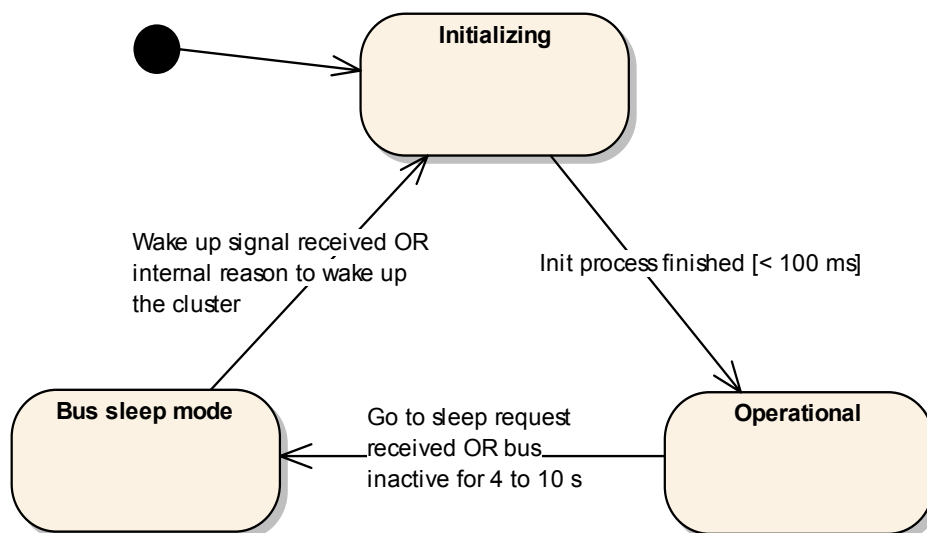 Initializing
Wake up signal received OR
internal reason to wake up
the cluster
Init process finished [< 100 ms]
Bus sleep mode
Go to sleep request
received OR bus
inactive for 4 to 10 s
Operational